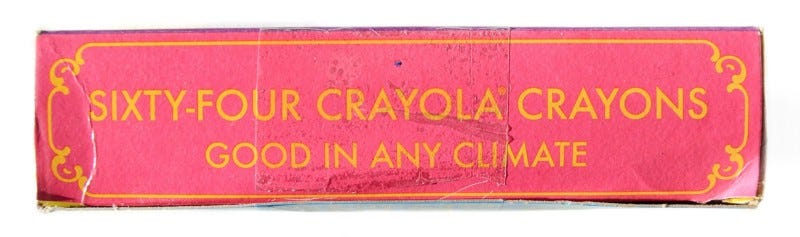 SIXTY-FOUR CRAYOLA® CRAYONS
GOOD IN ANY CLIMATE